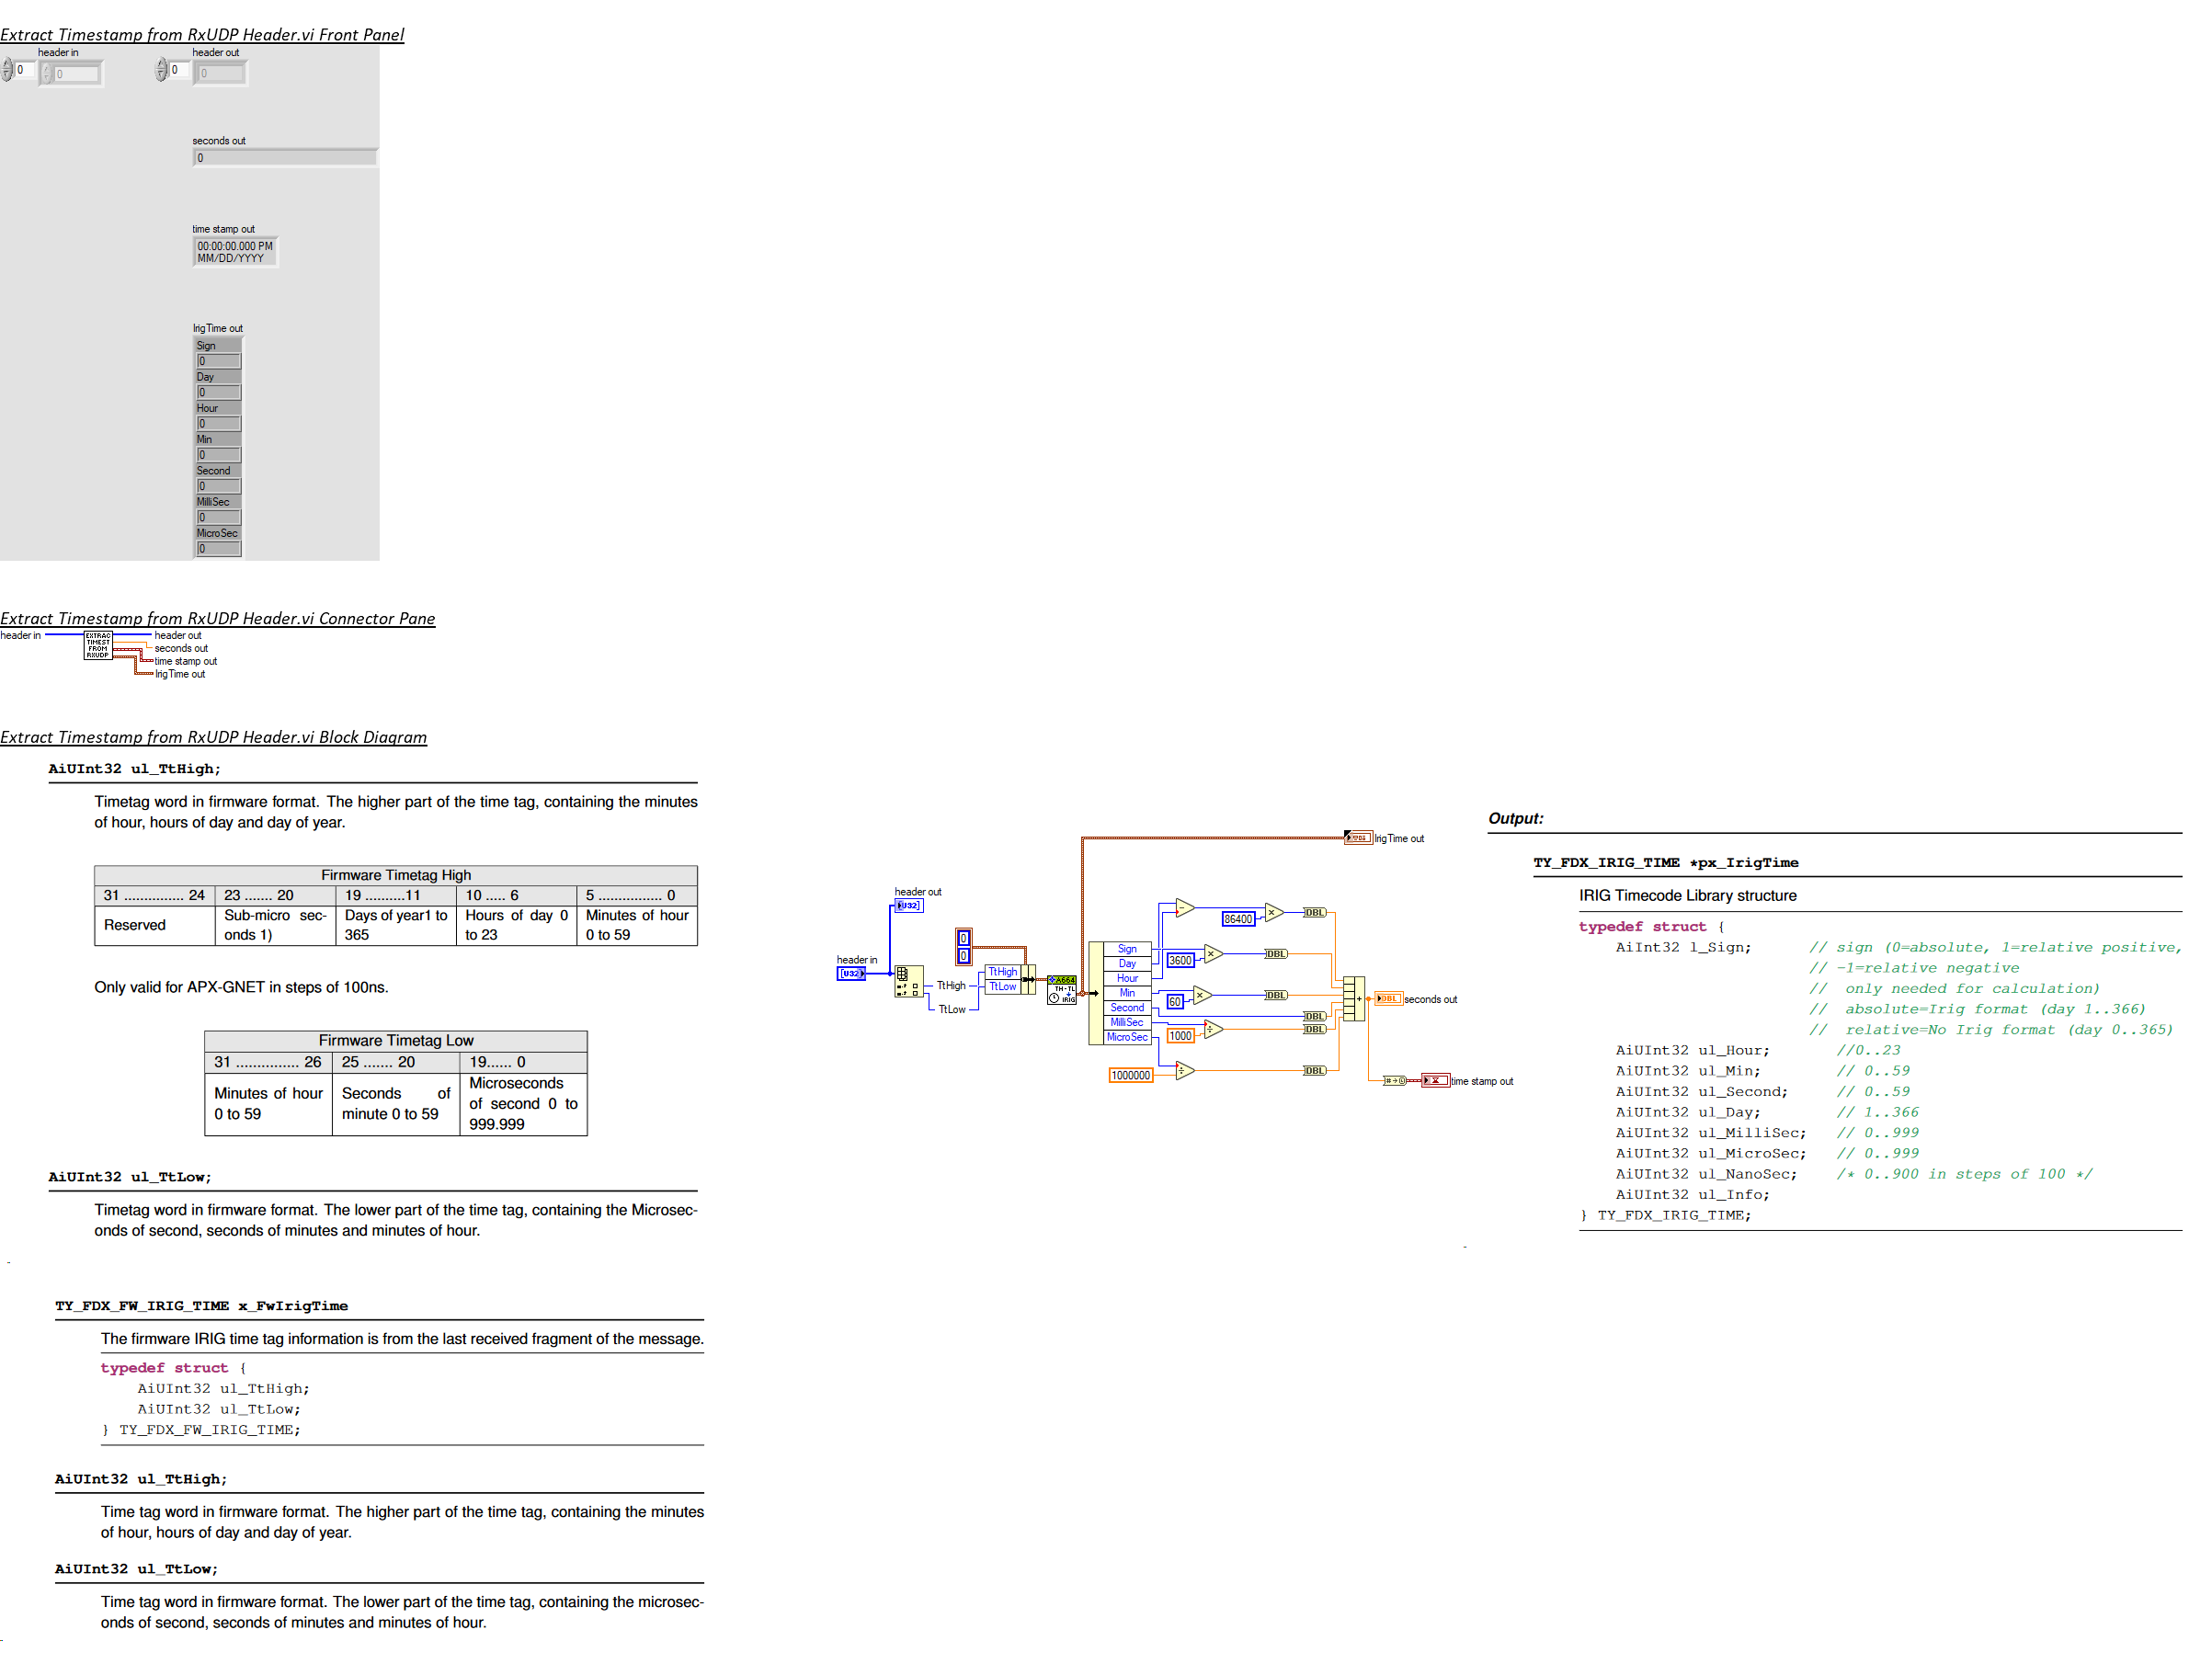 Extract Timestamp from RxUDP Header.vi Front Panel
header in
header out
0
0
0
0
seconds out
0
time stamp out
00:00:00.000 PM
MM/DD/YYYY
IrigTime out
Sign
0
Day
0
Hour
0
Min
0
Second
0
MilliSec
0
MicroSec
0
Extract Timestamp from RxUDP Header.vi Connector Pane
header in
EXTRAC
TIMEST
FROM
RXUDP
header out
seconds out
time stamp out
IrigTime out
Extract Timestamp from RxUDP Header.vi Block Diagram
AiUInt32 ul_TtHigh;
Timetag word in firmware format. The higher part of the time tag, containing the minutes
of hour, hours of day and day of year.
Firmware Timetag High
31 ............... 24 23 ....... 20 19 ..........11 10 ..... 6 5 ................ 0
Reserved
Sub-micro sec-
onds 1)
Days of year1 to
365
Hours of day 0
to 23
Minutes of hour
0 to 59
Only valid for APX-GNET in steps of 100ns.
Firmware Timetag Low
31 ............... 26 25 ....... 20 19...... 0
Minutes of hour
0 to 59
Seconds of
minute 0 to 59
Microseconds
of second 0 to
999.999
AiUInt32 ul_TtLow;
Timetag word in firmware format. The lower part of the time tag, containing the Microsec-
onds of second, seconds of minutes and minutes of hour.
TY_FDX_FW_IRIG_TIME x_FwIrigTime
The firmware IRIG time tag information is from the last received fragment of the message.
typedef struct {
AiUInt32 ul_TtHigh;
AiUInt32 ul_TtLow;
} TY_FDX_FW_IRIG_TIME;
AiUInt32 ul_TtHigh;
Time tag word in firmware format. The higher part of the time tag, containing the minutes
of hour, hours of day and day of year.
AiUInt32 ul_TtLow;
Time tag word in firmware format. The lower part of the time tag, containing the microsec-
onds of second, seconds of minutes and minutes of hour.
header out
[U32]
header in
[U32]
TtHigh
TtLow
0
0
TtHigh
TtLow
A664
TH-TL
IRIG
IrigTime out
Sign
Day
Hour
Min
Second
MilliSec
MicroSec
86400
3600
60
1000
1000000
DBL
DBL
DBL
DBL
DBL
DBL
DBL
seconds out
time stamp out
Output:
TY_FDX_IRIG_TIME *px_IrigTime
IRIG Timecode Library structure
typedef struct {
AiInt32 l_Sign; // sign (0=absolute, 1=relative positive,
// -1=relative negative
// only needed for calculation)
// absolute=Irig format (day 1..366)
// relative=No Irig format (day 0..365)
AiUInt32 ul_Hour; //0..23
AiUInt32 ul_Min; // 0..59
AiUInt32 ul_Second; // 0..59
AiUInt32 ul_Day; // 1..366
AiUInt32 ul_MilliSec; // 0..999
AiUInt32 ul_MicroSec; // 0..999
AiUInt32 ul_NanoSec; /* 0..900 in steps of 100 */
AiUInt32 ul_Info;
} TY_FDX_IRIG_TIME;